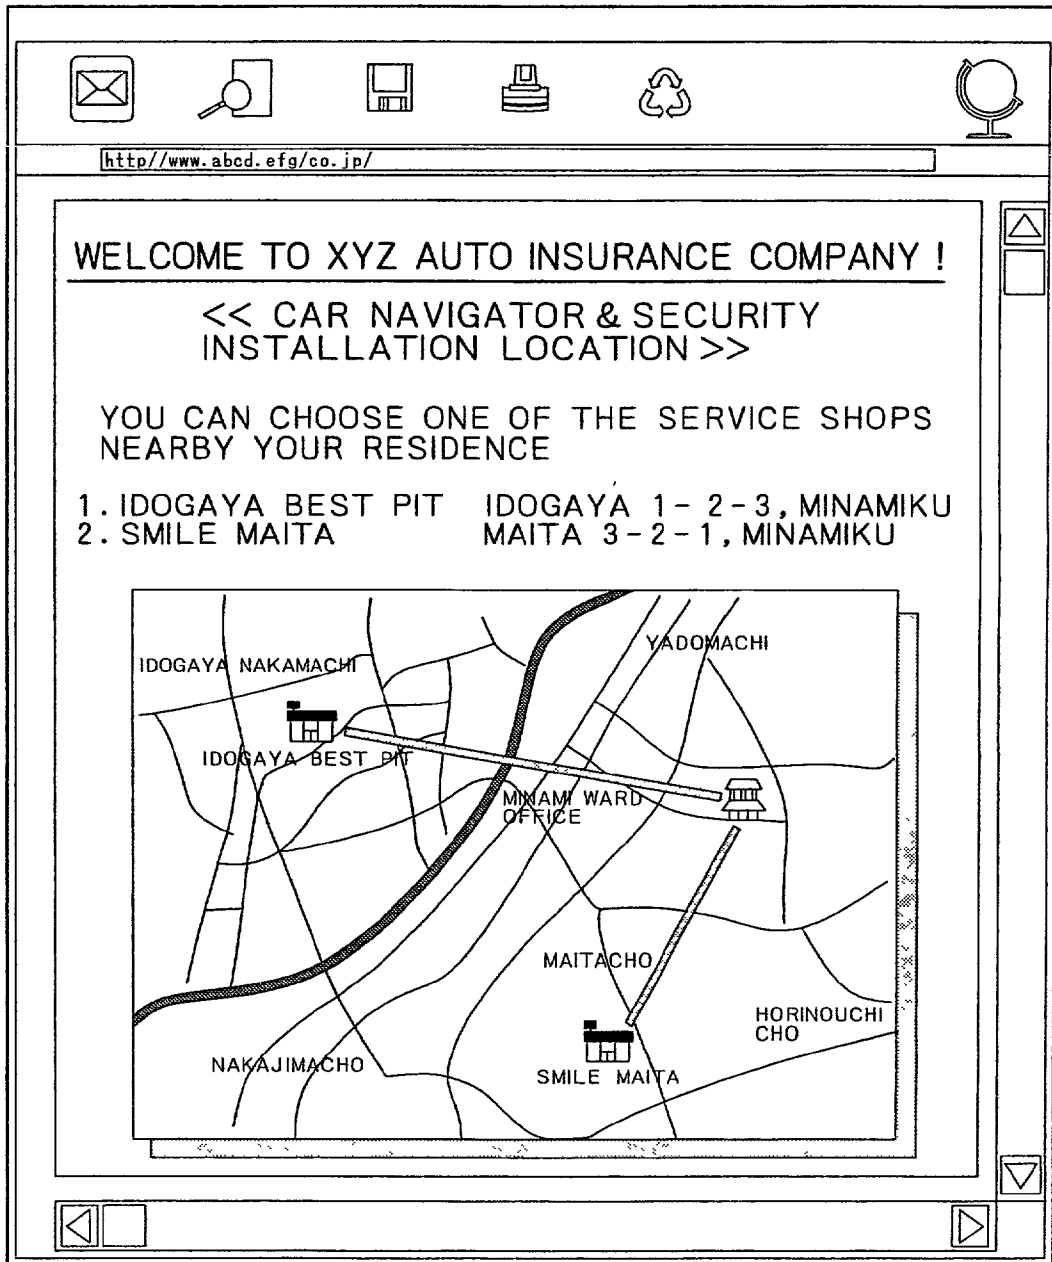 http//www.abcd.efg/co.jp/
WELCOME TO XYZ AUTO INSURANCE COMPANY !
<< CAR NAVIGATOR & SECURITY
INSTALLATION LOCATION >>
YOU CAN CHOOSE ONE OF THE SERVICE SHOPS
NEARBY YOUR RESIDENCE
1. IDOGAYA BEST PIT IDOGAYA 1-2-3, MINAMIKU
2. SMILE MAITA MAITA 3-2-1, MINAMIKU
YADOMACHI
IDOGAYA NAKAMACHI
IDOGAYA BEST PIT
MINAMI WARD
OFFICE
MAITACHO
HORINOUCHI
CHO
NAKAJIMACHO
SMILE MAITA